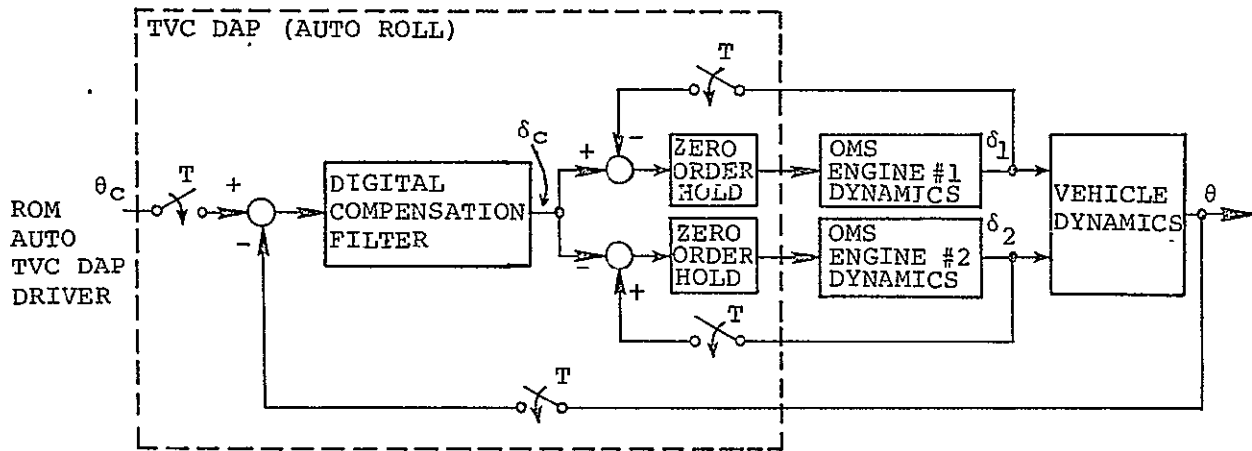 TVC DAP (AUTO ROLL)
T
δC
ZERO
ORDER
HOLD
OMS
ENGINE #1
DYNAMICS
δ1
θC
T
+
-
+
-
DIGITAL
COMPENSATION
FILTER
VEHICLE
DYNAMICS
θ
ROM
AUTO
TVC DAP
DRIVER
-
+
ZERO
ORDER
HOLD
OMS
ENGINE #2
DYNAMICS
δ2
T
T